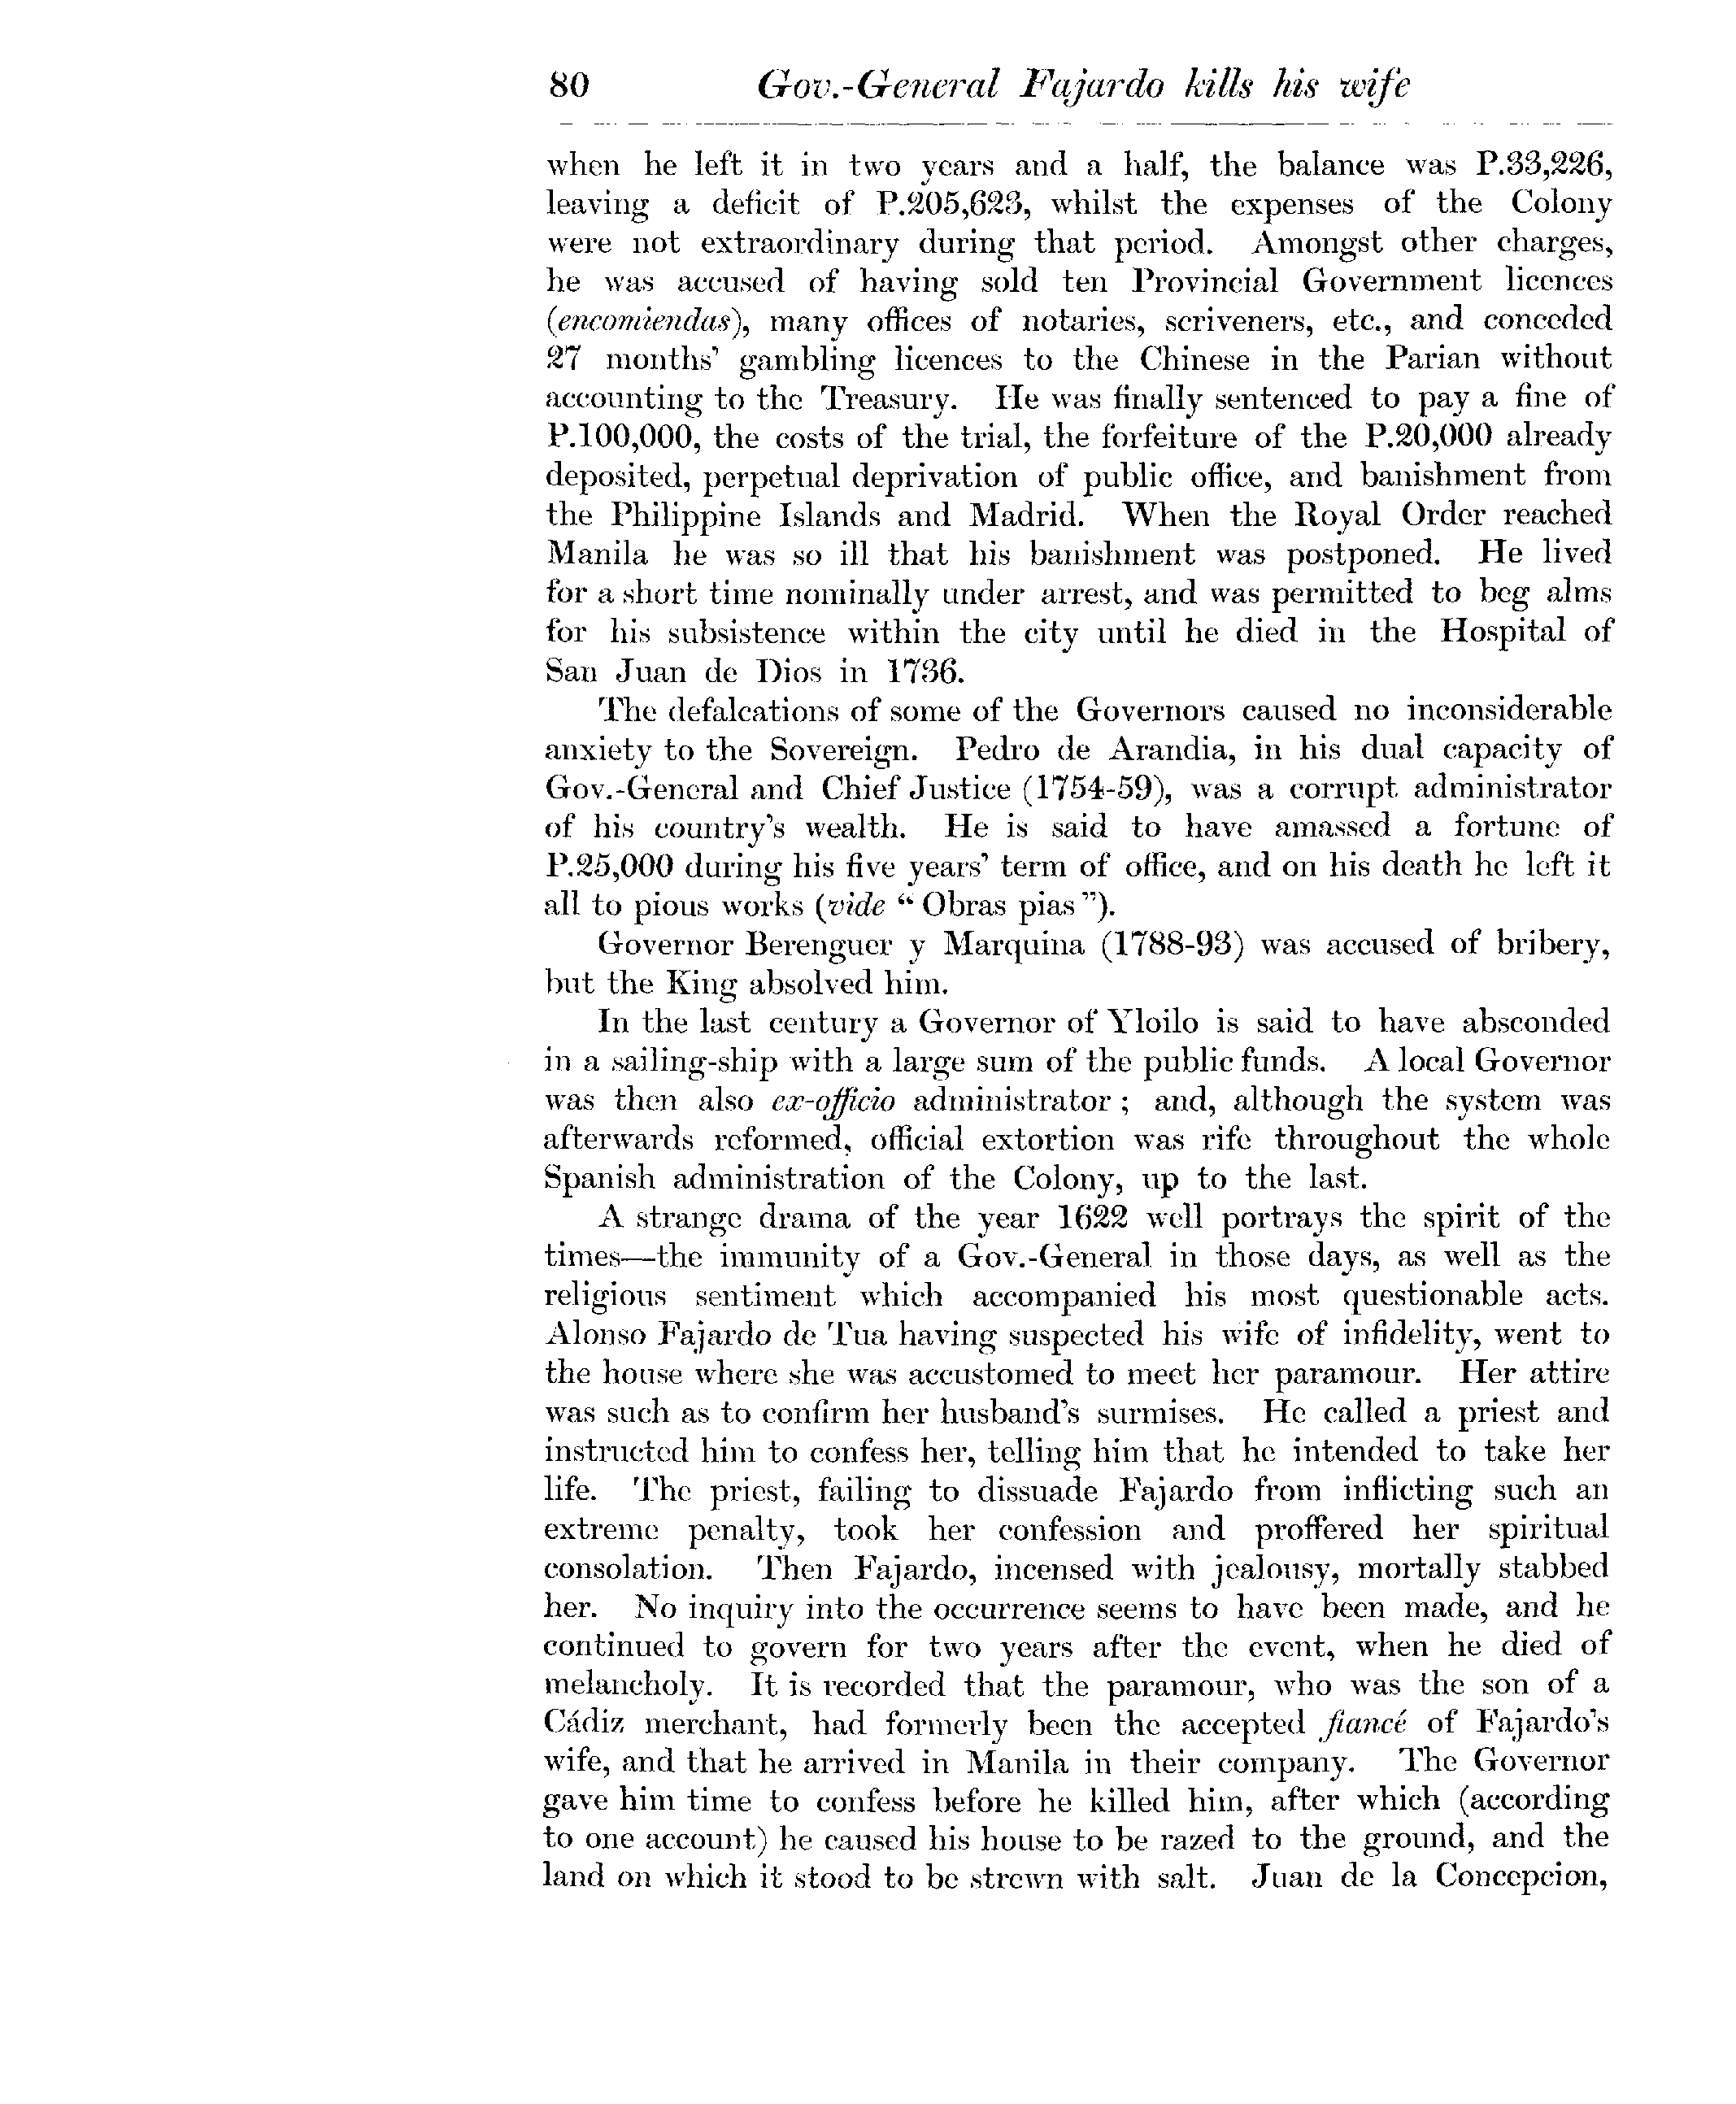 80 Gov.-General Fajardo kills his wife
when he left it in two years and a half, the balance was P.33,226,
leaving a deficit of P.205,623, whilst the expenses of the Colony
were not extraordinary during that period. Amongst other charges,
he was accused of having sold ten Provincial Government licences
(encomiendas), many offices of notaries, scriveners, etc., and conceded
27 months' gambling licences to the Chinese in the Parian without
accounting to the Treasury. He was finally sentenced to pay a fine of
P.100,000, the costs of the trial, the forfeiture of the P.20,000 already
deposited, perpetual deprivation of public office, and banishment from
the Philippine Islands and Madrid. When the Royal Order reached
Manila he was so ill that his banishment was postponed. He lived
for a short time nominally under arrest, and was permitted to beg alms
for his subsistence within the city until he died in the Hospital of
San Juan de Dios in 1736.
The defalcations of some of the Governors caused no inconsiderable
anxiety to the Sovereign. Pedro de Arandia, in his dual capacity of
Gov.-General and Chief Justice (1754-59), was a corrupt administrator
of his country's wealth. He is said to have amassed a fortune of
P.25,000 during his five years' term of office, and on his death he left it
all to pious works (vide “Obras pias”).
Governor Berenguer y Marquina (1788-93) was accused of bribery,
but the King absolved him.
In the last century a Governor of Yloilo is said to have absconded
in a sailing-ship with a large sum of the public funds. A local Governor
was then also ex-officio administrator; and, although the system was
afterwards reformed, official extortion was rife throughout the whole
Spanish administration of the Colony, up to the last.
A strange drama of the year 1622 well portrays the spirit of the
times—the immunity of a Gov.-General in those days, as well as the
religious sentiment which accompanied his most questionable acts.
Alonso Fajardo de Tua having suspected his wife of infidelity, went to
the house where she was accustomed to meet her paramour. Her attire
was such as to confirm her husband's surmises. He called a priest and
instructed him to confess her, telling him that he intended to take her
life. The priest, failing to dissuade Fajardo from inflicting such an
extreme penalty, took her confession and proffered her spiritual
consolation. Then Fajardo, incensed with jealousy, mortally stabbed
her. No inquiry into the occurrence seems to have been made, and he
continued to govern for two years after the event, when he died of
melancholy. It is recorded that the paramour, who was the son of a
Cádiz merchant, had formerly been the accepted fiancé of Fajardo's
wife, and that he arrived in Manila in their company. The Governor
gave him time to confess before he killed him, after which (according
to one account) he caused his house to be razed to the ground, and the
land on which it stood to be strewn with salt. Juan de la Concepcion,